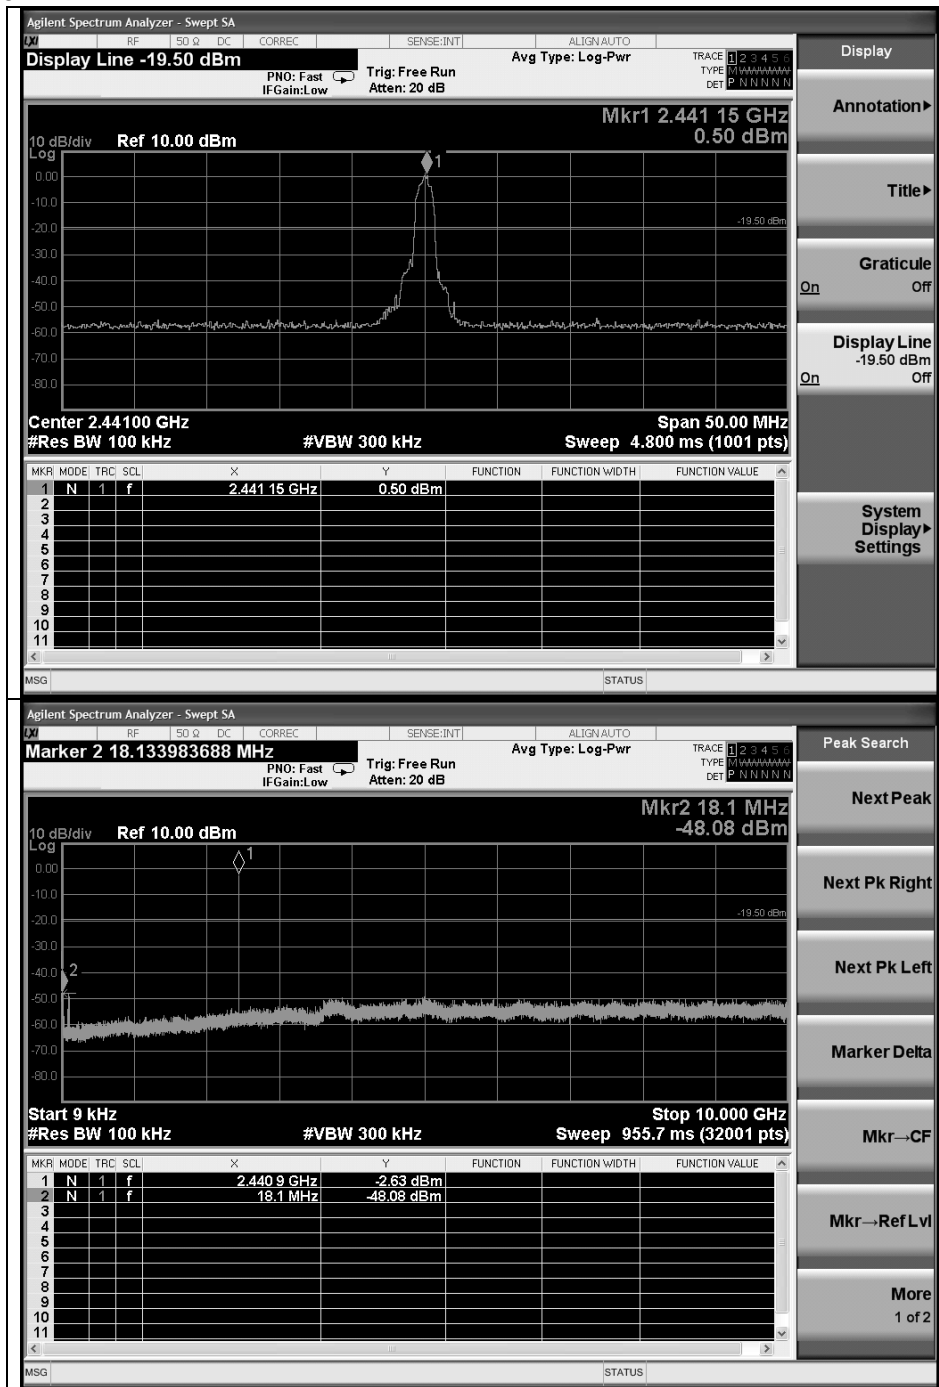 Agilent Spectrum Analyzer - Swept SA
LXI RF 50 Ω DC CORREC SENSE:INT ALIGN AUTO
Display Line -19.50 dBm
PNO: Fast
IFGain:Low
Trig: Free Run
Atten: 20 dB
Avg Type: Log-Pwr
TRACE 1 2 3 4 5 6
TYPE M
DET P N N N N N
Mkr1 2.441 15 GHz
0.50 dBm
10 dB/div Ref 10.00 dBm
Log
1
0.00
-10.0
-19.50 dBm
-20.0
-30.0
-40.0
-50.0
-60.0
-70.0
-80.0
Center 2.44100 GHz Span 50.00 MHz
#Res BW 100 kHz #VBW 300 kHz Sweep 4.800 ms (1001 pts)
MKR MODE TRC SCL X Y FUNCTION FUNCTION WIDTH FUNCTION VALUE
1 N 1 f 2.441 15 GHz 0.50 dBm
2
3
4
5
6
7
8
9
10
11
MSG STATUS
Display
Annotation
Title
Graticule
On Off
Display Line
-19.50 dBm
On Off
System
Display
Settings
Agilent Spectrum Analyzer - Swept SA
LXI RF 50 Ω DC CORREC SENSE:INT ALIGN AUTO
Marker 2 18.133983688 MHz
PNO: Fast
IFGain:Low
Trig: Free Run
Atten: 20 dB
Avg Type: Log-Pwr
TRACE 1 2 3 4 5 6
TYPE M
DET P N N N N N
Mkr2 18.1 MHz
-48.08 dBm
10 dB/div Ref 10.00 dBm
Log
1
0.00
-10.0
-19.50 dBm
-20.0
-30.0
-40.0
2
-50.0
-60.0
-70.0
-80.0
Start 9 kHz Stop 10.000 GHz
#Res BW 100 kHz #VBW 300 kHz Sweep 955.7 ms (32001 pts)
MKR MODE TRC SCL X Y FUNCTION FUNCTION WIDTH FUNCTION VALUE
1 N 1 f 2.440 9 GHz -2.63 dBm
2 N 1 f 18.1 MHz -48.08 dBm
3
4
5
6
7
8
9
10
11
MSG STATUS
Peak Search
Next Peak
Next Pk Right
Next Pk Left
Marker Delta
Mkr→CF
Mkr→Ref Lvl
More
1 of 2